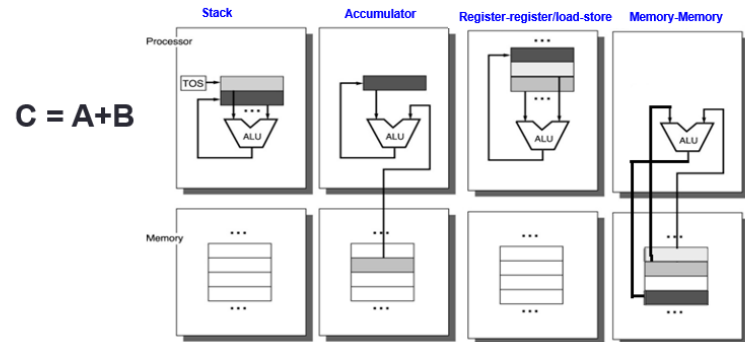 Stack
Accumulator
Register-register/load-store
Memory-Memory
Processor
...
TOS
...
...
ALU
ALU
ALU
ALU
C = A+B
Memory
...
...
...
...
...
...
...
...